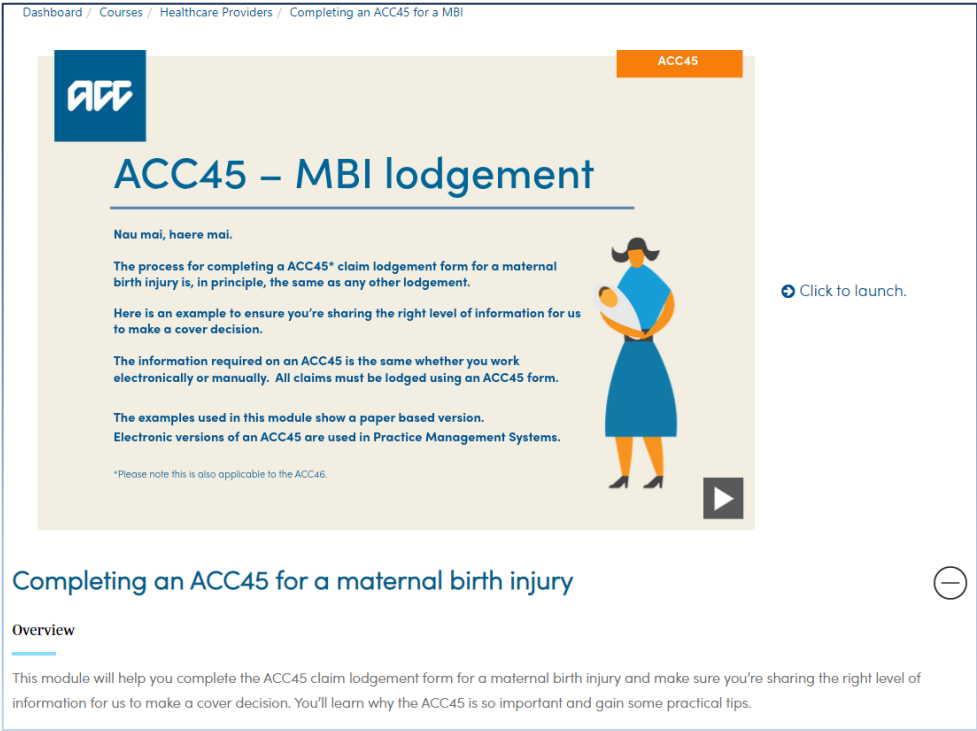 Dashboard / Courses / Healthcare Providers / Completing an ACC45 for a MBI
ACC45
acc
ACC45 – MBI lodgement
Nau mai, haere mai.
The process for completing a ACC45* claim lodgement form for a maternal
birth injury is, in principle, the same as any other lodgement.
Here is an example to ensure you're sharing the right level of information for us
to make a cover decision.
The information required on an ACC45 is the same whether you work
electronically or manually. All claims must be lodged using an ACC45 form.
The examples used in this module show a paper based version.
Electronic versions of an ACC45 are used in Practice Management Systems.
*Please note this is also applicable to the ACC46.
Click to launch.
Completing an ACC45 for a maternal birth injury
Overview
This module will help you complete the ACC45 claim lodgement form for a maternal birth injury and make sure you're sharing the right level of
information for us to make a cover decision. You'll learn why the ACC45 is so important and gain some practical tips.